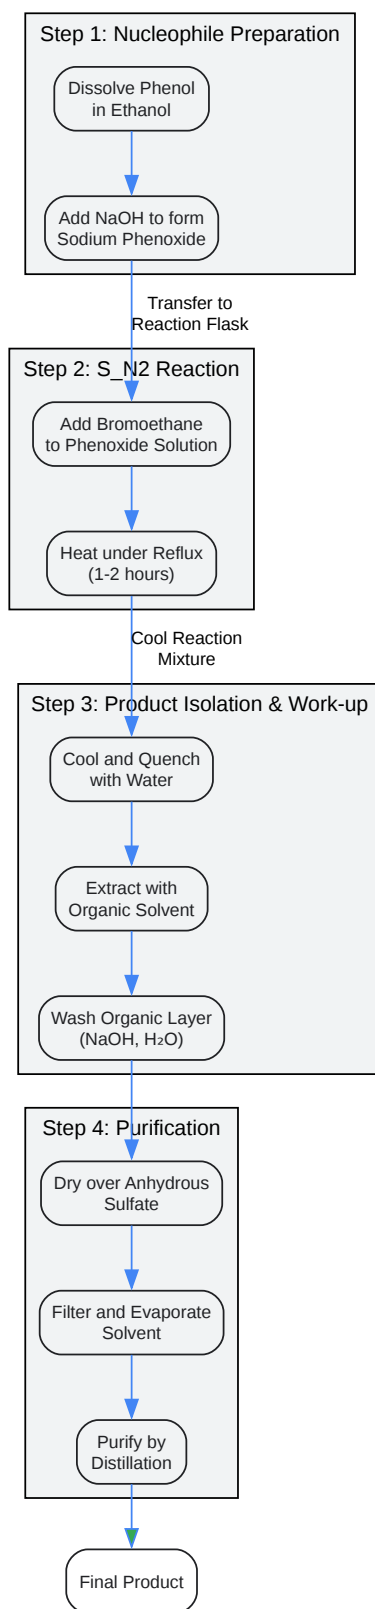 Step 1: Nucleophile Preparation
Dissolve Phenol
in Ethanol
Add NaOH to form
Sodium Phenoxide
Transfer to
Reaction Flask
Step 2: S_N2 Reaction
Add Bromoethane
to Phenoxide Solution
Heat under Reflux
(1-2 hours)
Cool Reaction
Mixture
Step 3: Product Isolation & Work-up
Cool and Quench
with Water
Extract with
Organic Solvent
Wash Organic Layer
(NaOH, H₂O)
Step 4: Purification
Dry over Anhydrous
Sulfate
Filter and Evaporate
Solvent
Purify by
Distillation
Final Product